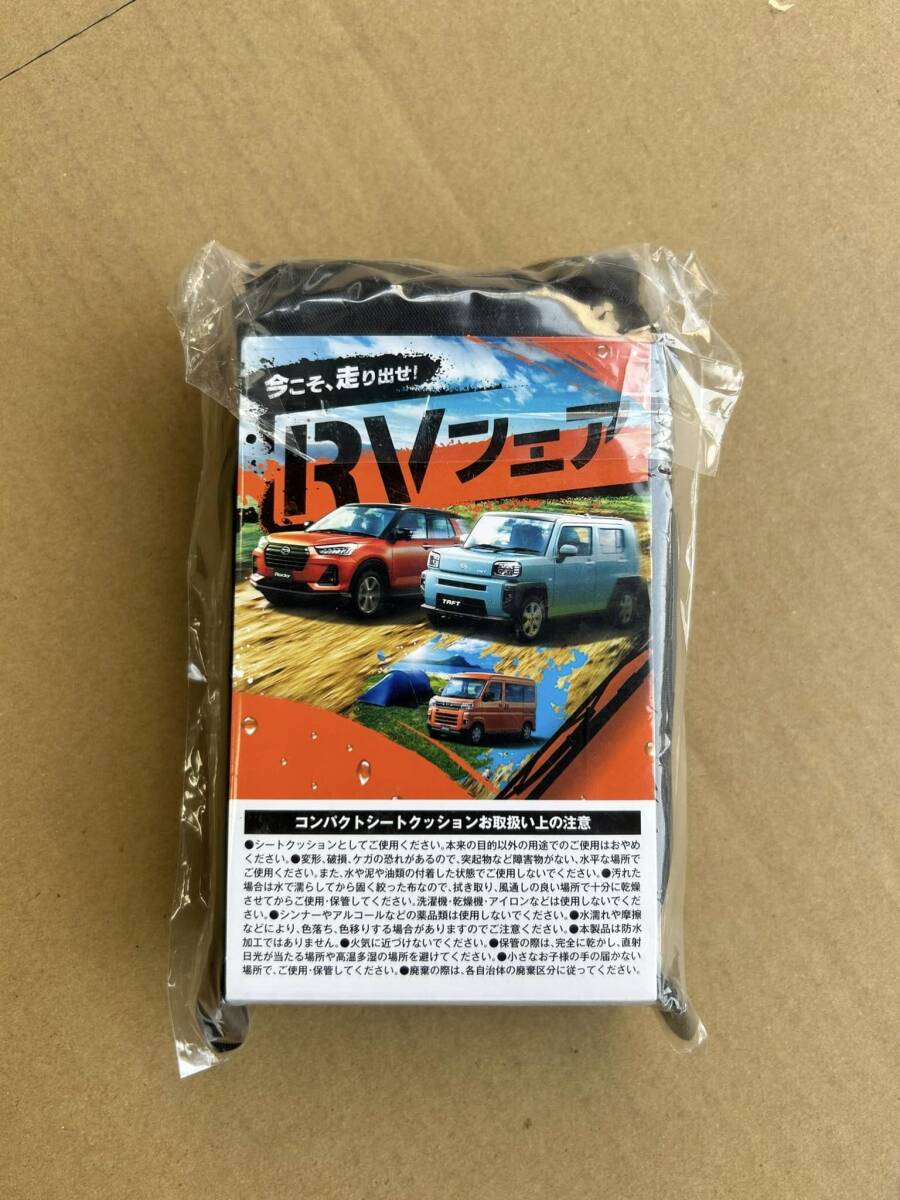 今こそ、走り出せ!
RVフェア
Rocky
TAFT
コンパクトシートクッションお取扱い上の注意
●シートクッションとしてご使用ください。本来の目的以外の用途でのご使用はおやめ
ください。●変形、破損、ケガの恐れがあるので、突起物など障害物がない、水平な場所で
ご使用ください。また、水や泥や油類の付着した状態でご使用しないでください。●汚れた
場合は水で濡らしてから固く絞った布なので、拭き取り、風通しの良い場所で十分に乾燥
させてからご使用・保管してください。洗濯機・乾燥機・アイロンなどは使用しないでくださ
い。●シンナーやアルコールなどの薬品類は使用しないでください。●水濡れや摩擦
などにより、色落ち、色移りする場合がありますのでご注意ください。●本製品は防水
加工ではありません。●火気に近づけないでください。●保管の際は、完全に乾かし、直射
日光が当たる場所や高温多湿の場所を避けてください。●小さなお子様の手の届かない
場所で、ご使用・保管してください。●廃棄の際は、各自治体の廃棄区分に従ってください。